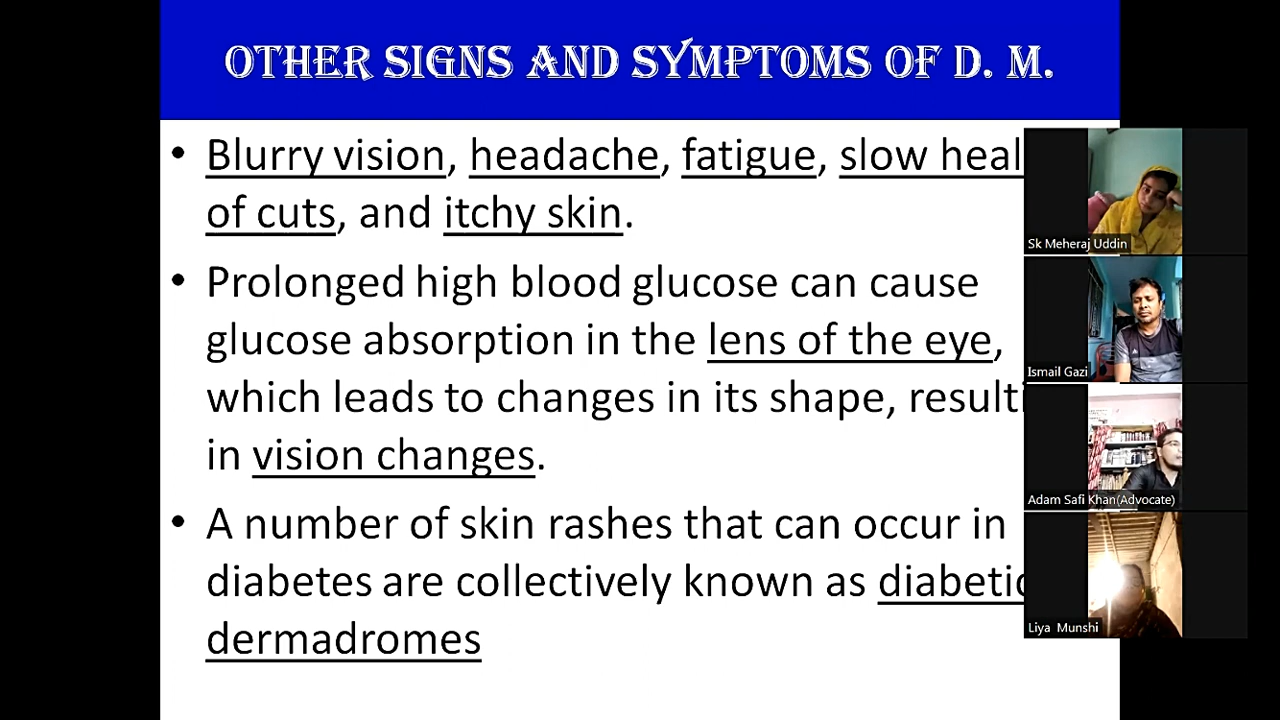 OTHER SIGNS AND SYMPTOMS OF D. M.
• Blurry vision, headache, fatigue, slow heal
of cuts, and itchy skin.
• Prolonged high blood glucose can cause
glucose absorption in the lens of the eye,
which leads to changes in its shape, resulti
in vision changes.
• A number of skin rashes that can occur in
diabetes are collectively known as diabetic
dermadromes
Sk Meheraj Uddin
Ismail Gazi
Adam Safi Khan(Advocate)
Liya Munshi